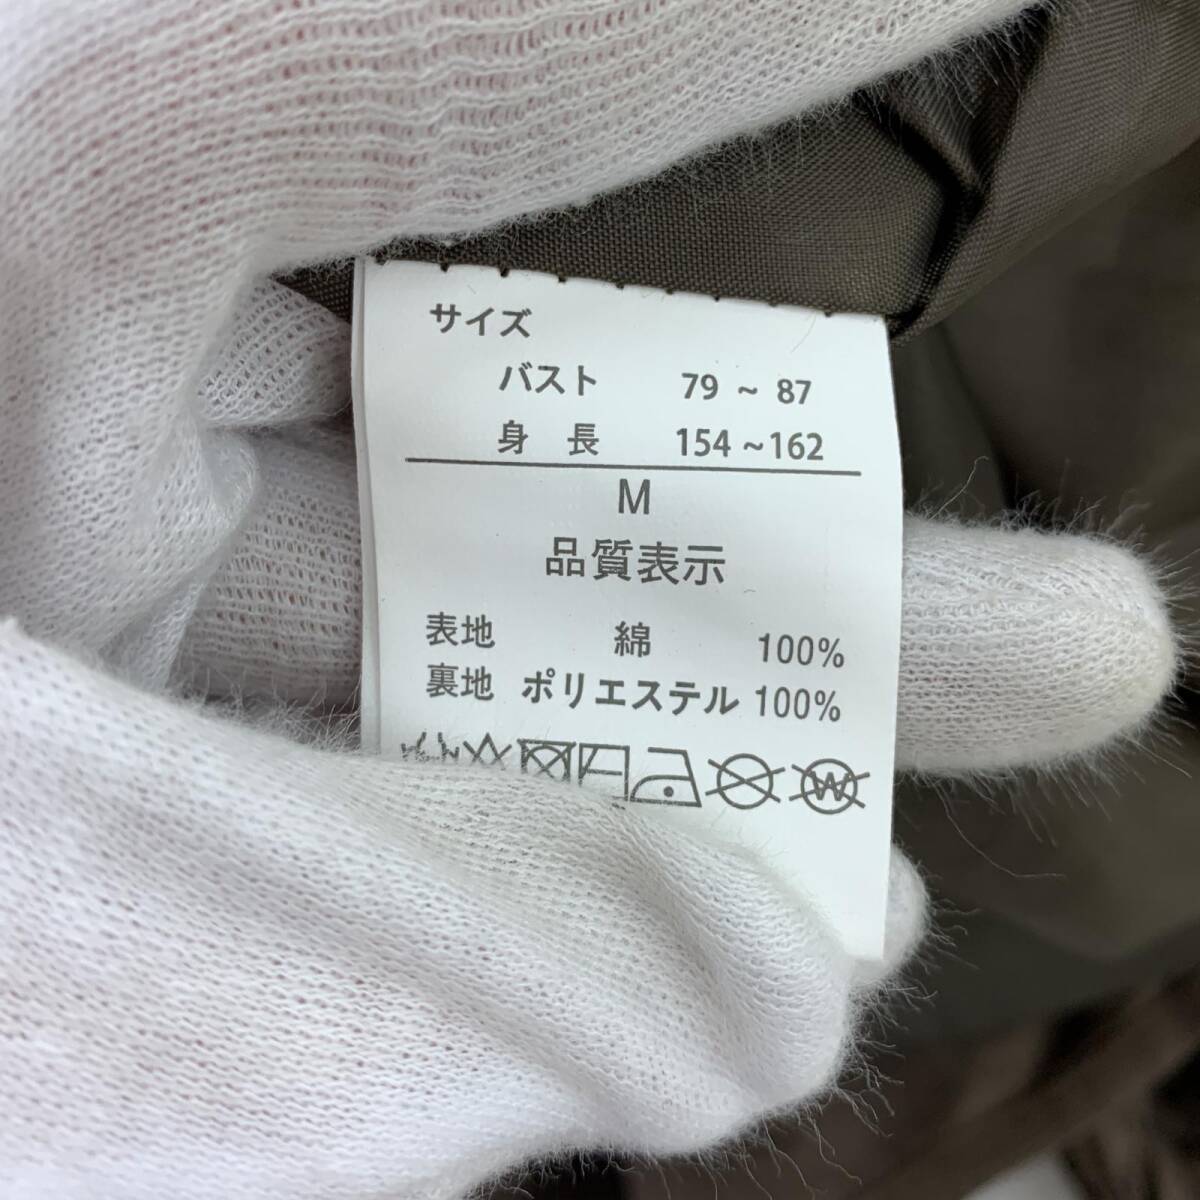 サイズ
バスト 79 ~ 87
身 長 154 ~162
M
品質表示
表地 綿 100%
裏地 ポリエステル 100%
W